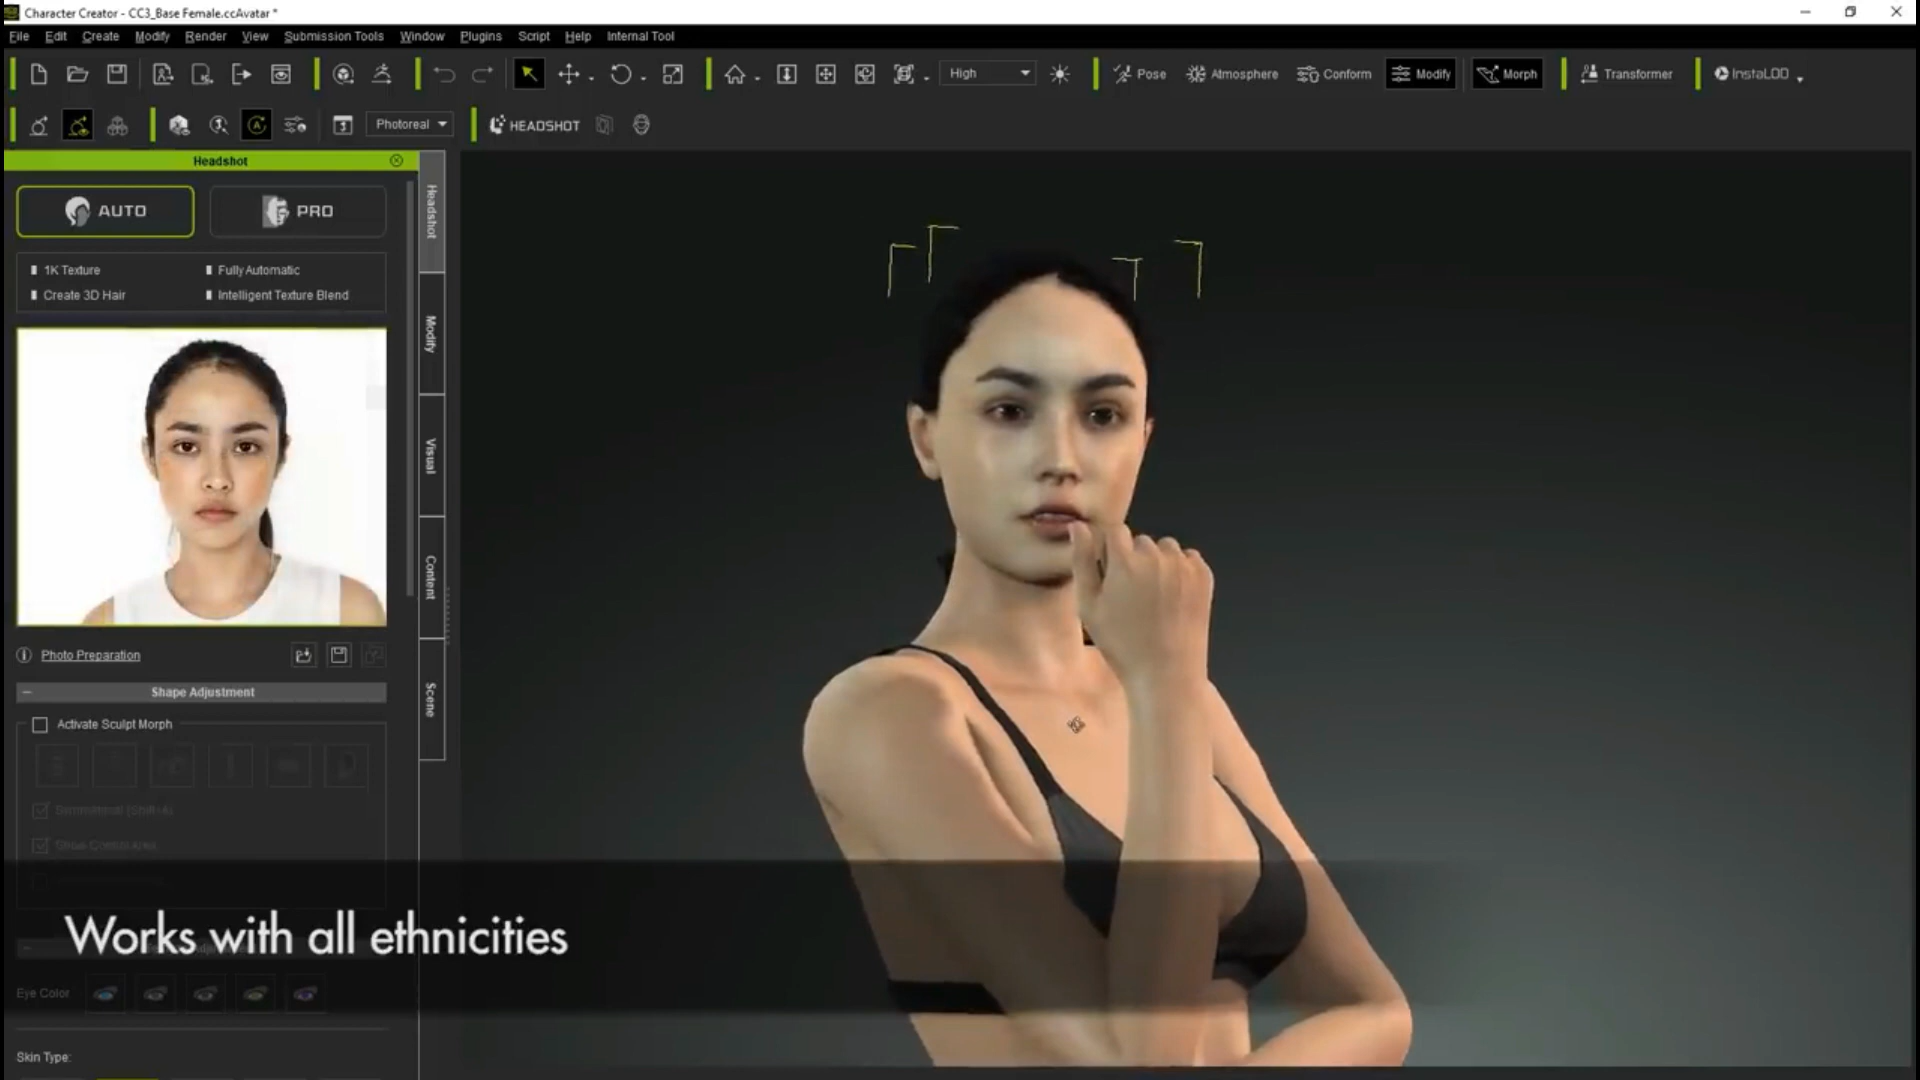 Character Creator - CC3_Base Female.ccAvatar *
File Edit Create Modify Render View Submission Tools Window Plugins Script Help Internal Tool
High Pose Atmosphere Conform Modify Morph Transformer InstaLOD
Photoreal HEADSHOT
Headshot
AUTO PRO
1K Texture Fully Automatic
Create 3D Hair Intelligent Texture Blend
Photo Preparation
Shape Adjustment
Activate Sculpt Morph
Works with all ethnicities
Eye Color
Skin Type:
Headshot
Modify
Visual
Content
Scene